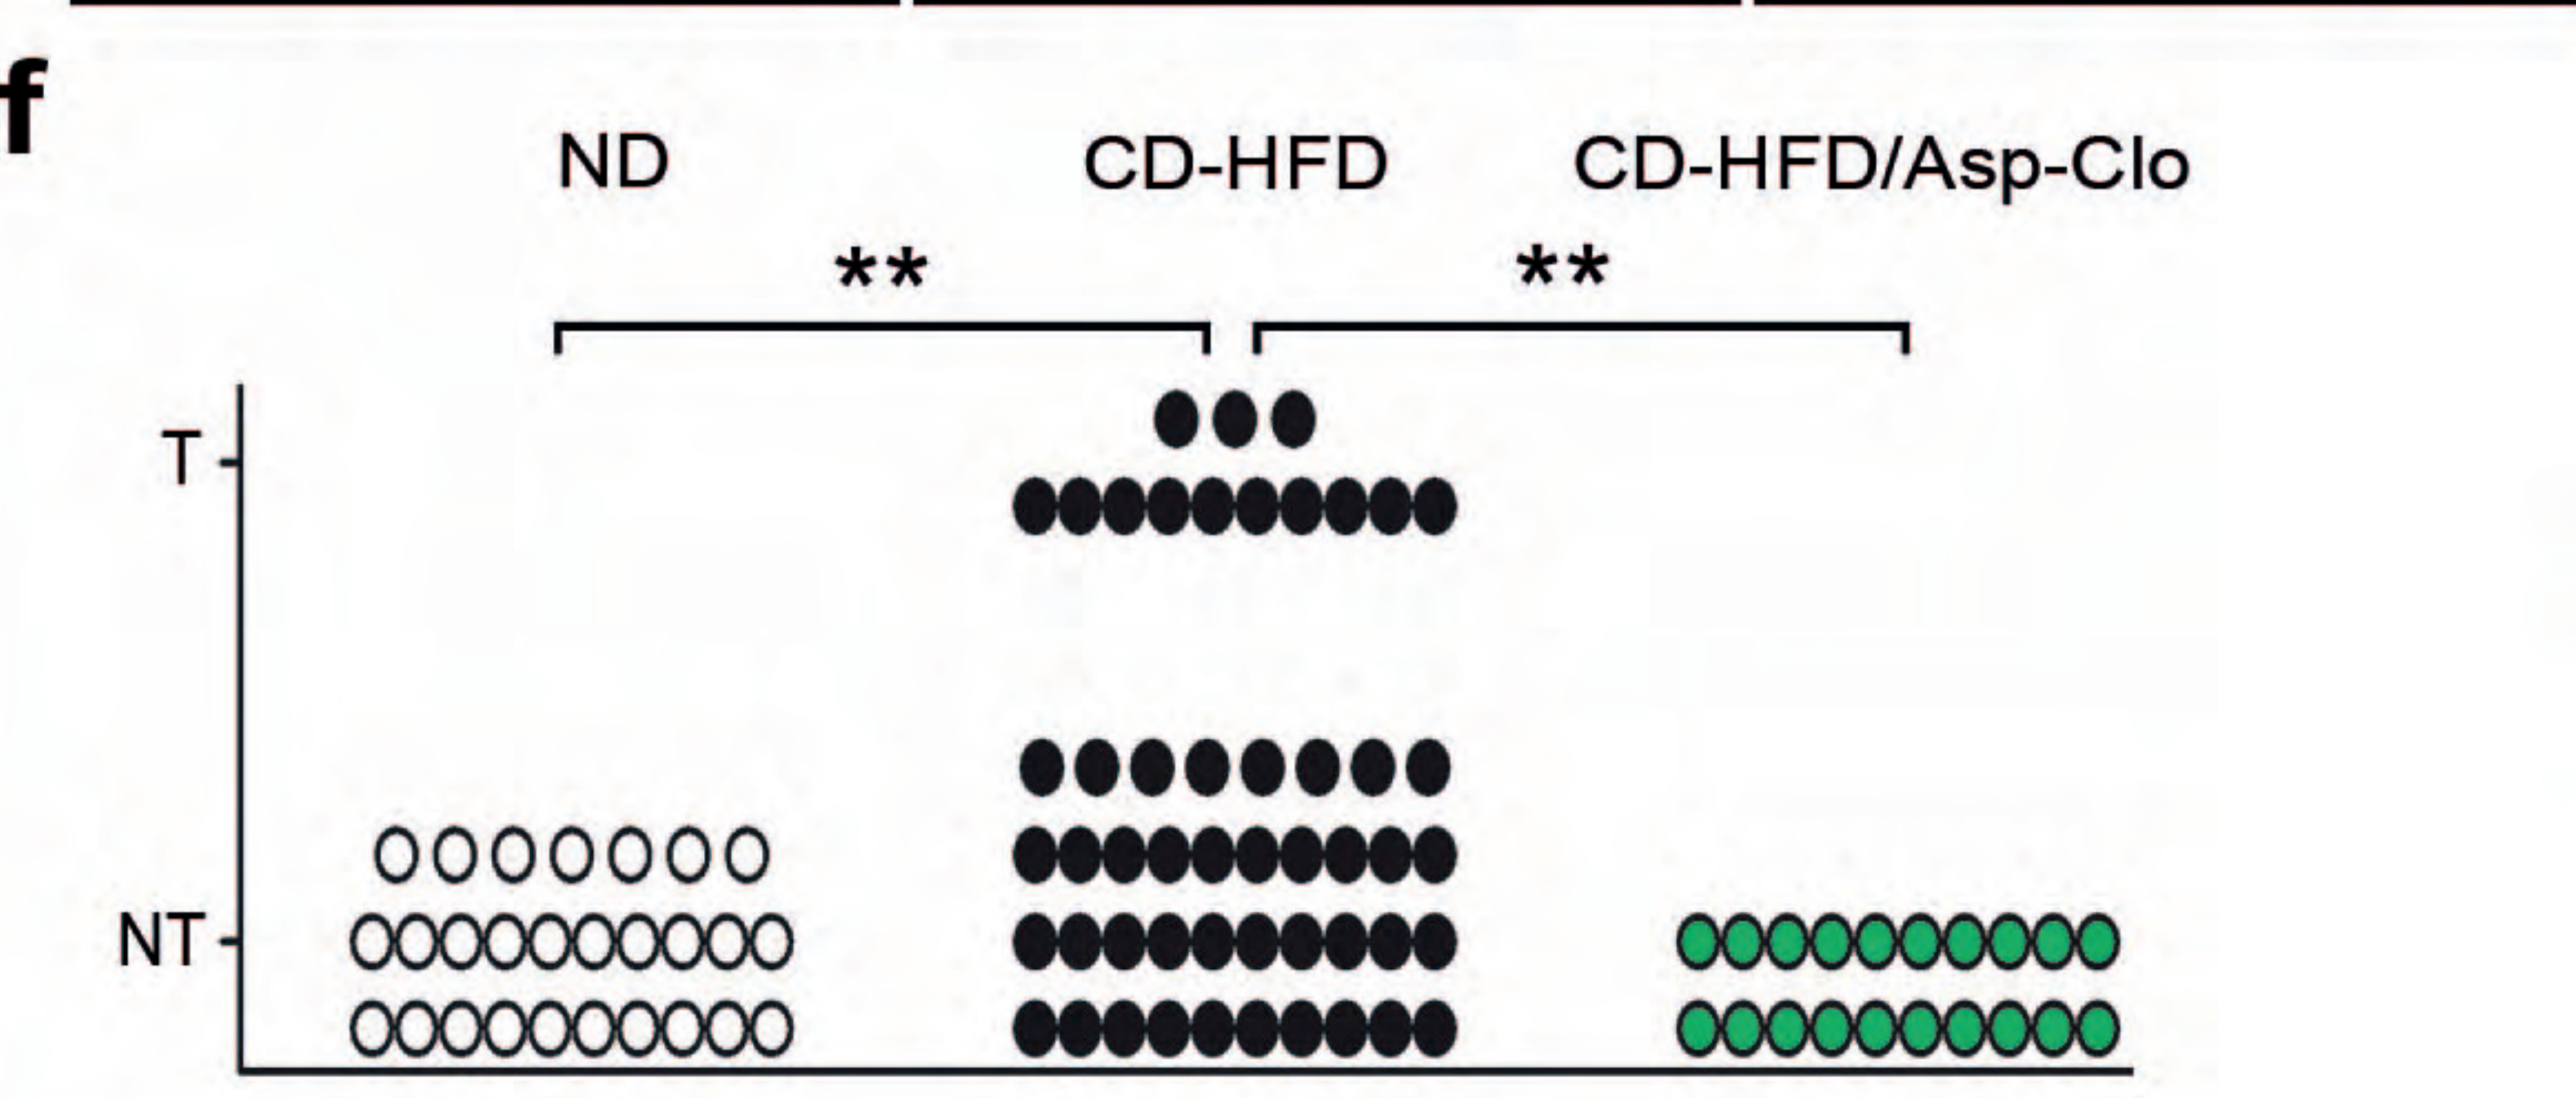 f
ND CD-HFD CD-HFD/Asp-Clo
** **
T
NT